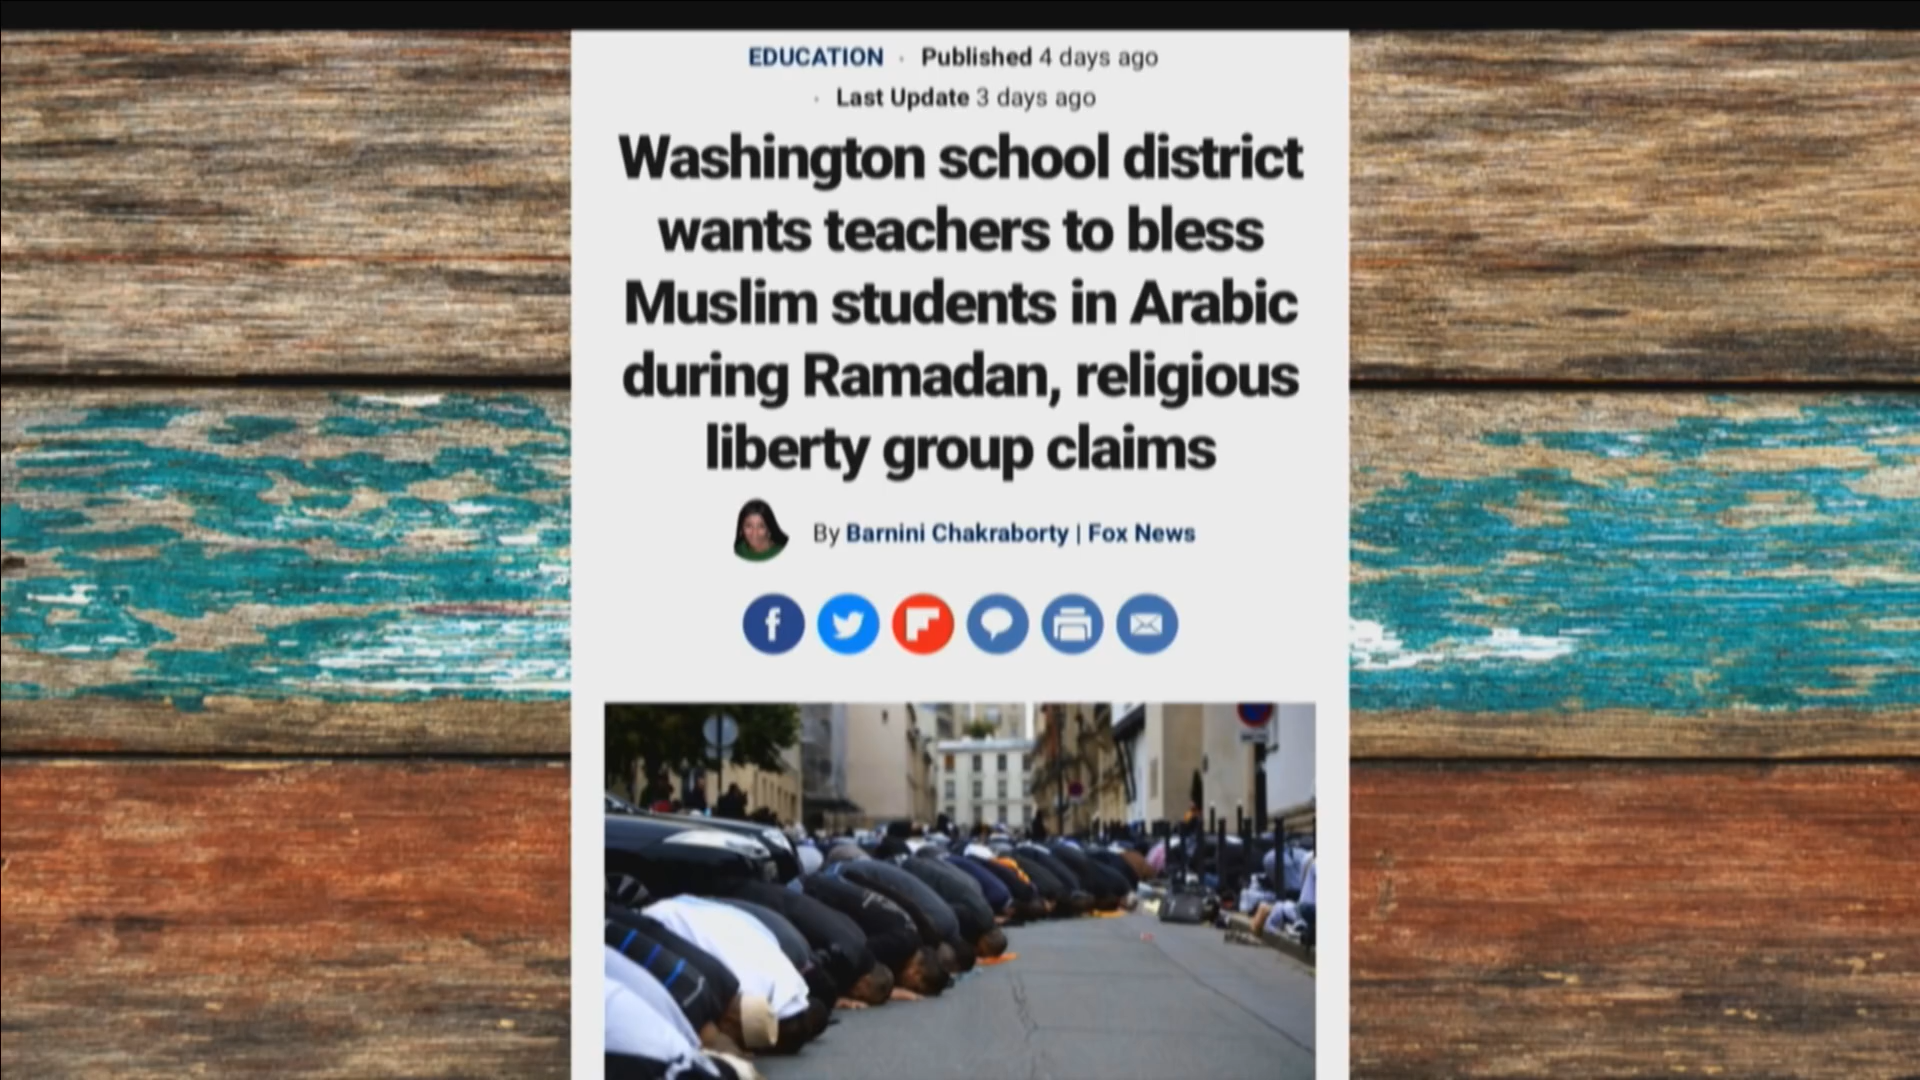 EDUCATION · Published 4 days ago
· Last Update 3 days ago
Washington school district
wants teachers to bless
Muslim students in Arabic
during Ramadan, religious
liberty group claims
By Barnini Chakraborty | Fox News